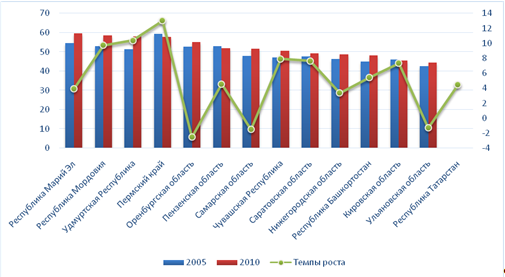 70
60
50
40
30
20
10
0
14
12
10
8
6
4
2
0
-2
-4
Республика Марий Эл
Республика Мордовия
Удмуртская Республика
Пермский край
Оренбургская область
Пензенская область
Самарская область
Чувашская Республика
Саратовская область
Нижегородская область
Республика Башкортостан
Кировская область
Ульяновская область
Республика Татарстан
2005 2010 Темпы роста